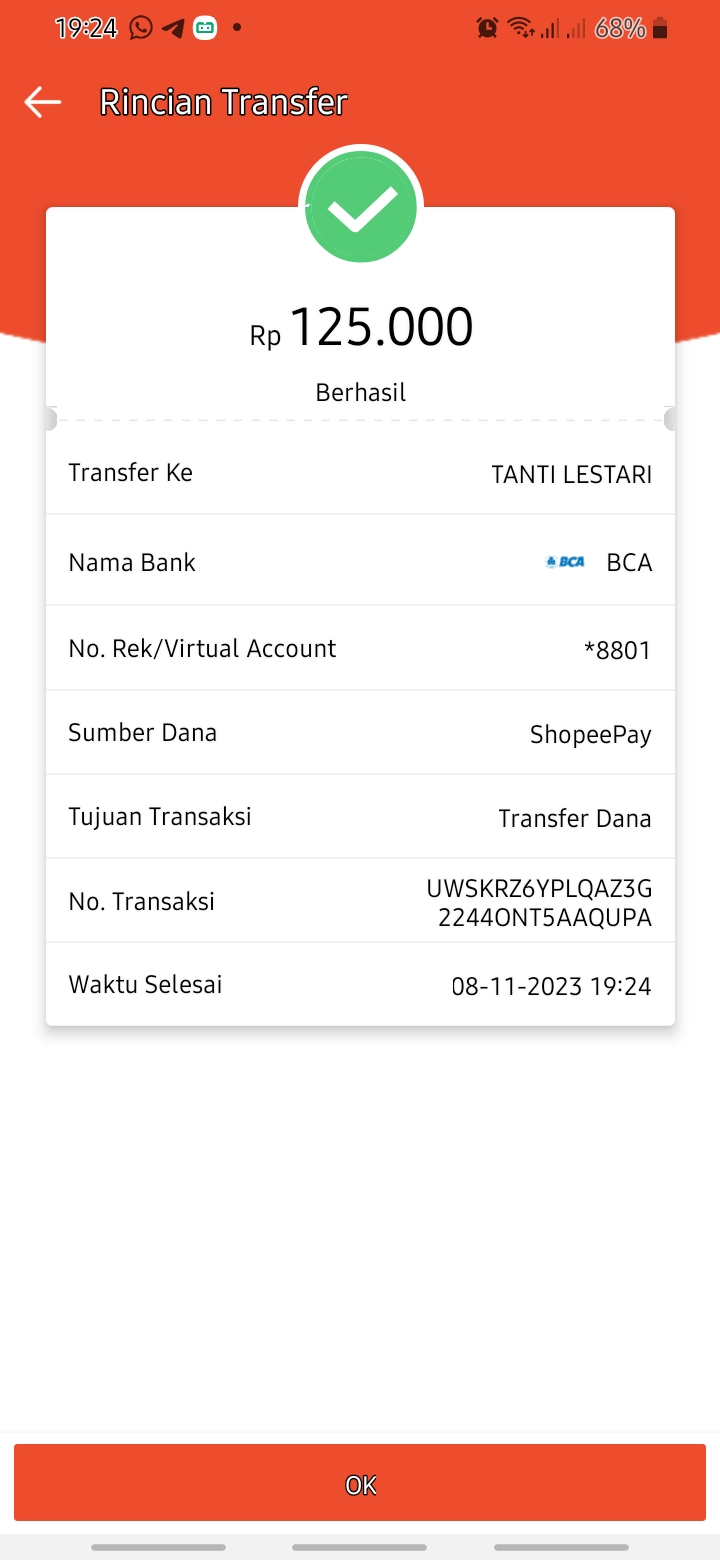 19:24 68%
Rincian Transfer
Rp 125.000
Berhasil
Transfer Ke TANTI LESTARI
Nama Bank BCA BCA
No. Rek/Virtual Account *8801
Sumber Dana ShopeePay
Tujuan Transaksi Transfer Dana
No. Transaksi UWSKRZ6YPLQAZ3G
2244ONT5AAQUPA
Waktu Selesai 08-11-2023 19:24
OK